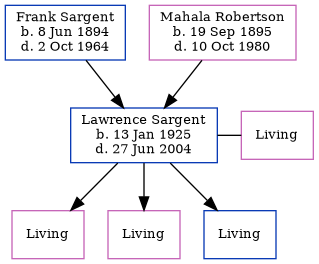 Frank Sargent
b. 8 Jun 1894
d. 2 Oct 1964
Mahala Robertson
b. 19 Sep 1895
d. 10 Oct 1980
Lawrence Sargent
b. 13 Jan 1925
d. 27 Jun 2004
Living
Living
Living
Living